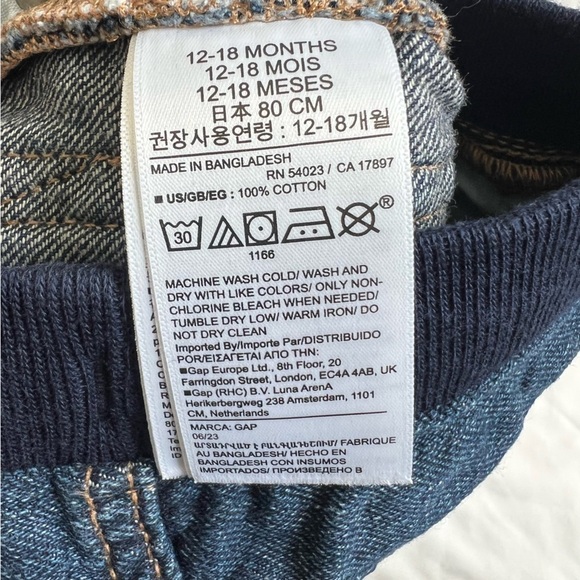 12-18 MONTHS
12-18 MOIS
12-18 MESES
日本 80 CM
권장사용연령 : 12-18개월
MADE IN BANGLADESH
RN 54023 / CA 17897
■ US/GB/EG : 100% COTTON
30
®
1166
MACHINE WASH COLD/ WASH AND
DRY WITH LIKE COLORS/ ONLY NON-
CHLORINE BLEACH WHEN NEEDED/
TUMBLE DRY LOW/ WARM IRON/ DO
NOT DRY CLEAN
Imported By/Importe Par/DISTRIBUIDO
POR/ΕΙΣΑΓΕΤΑΙ ΑΠΟ ΤΗΝ:
■Gap Europe Ltd., 8th Floor, 20
Farringdon Street, London, EC4A 4AB, UK
■Gap (RHC) B.V. Luna ArenA
Herikerbergweg 238 Amsterdam, 1101
CM, Netherlands
MARCA: GAP
06/23
ԱՐՏԱԴՐՎԱԾ Է ԲԱՆԳԼԱԴԵՇՈՒՄ/ FABRIQUE
AU BANGLADESH/ HECHO EN
BANGLADESH CON INSUMOS
IMPORTADOS/ ПРОИЗВЕДЕНО В